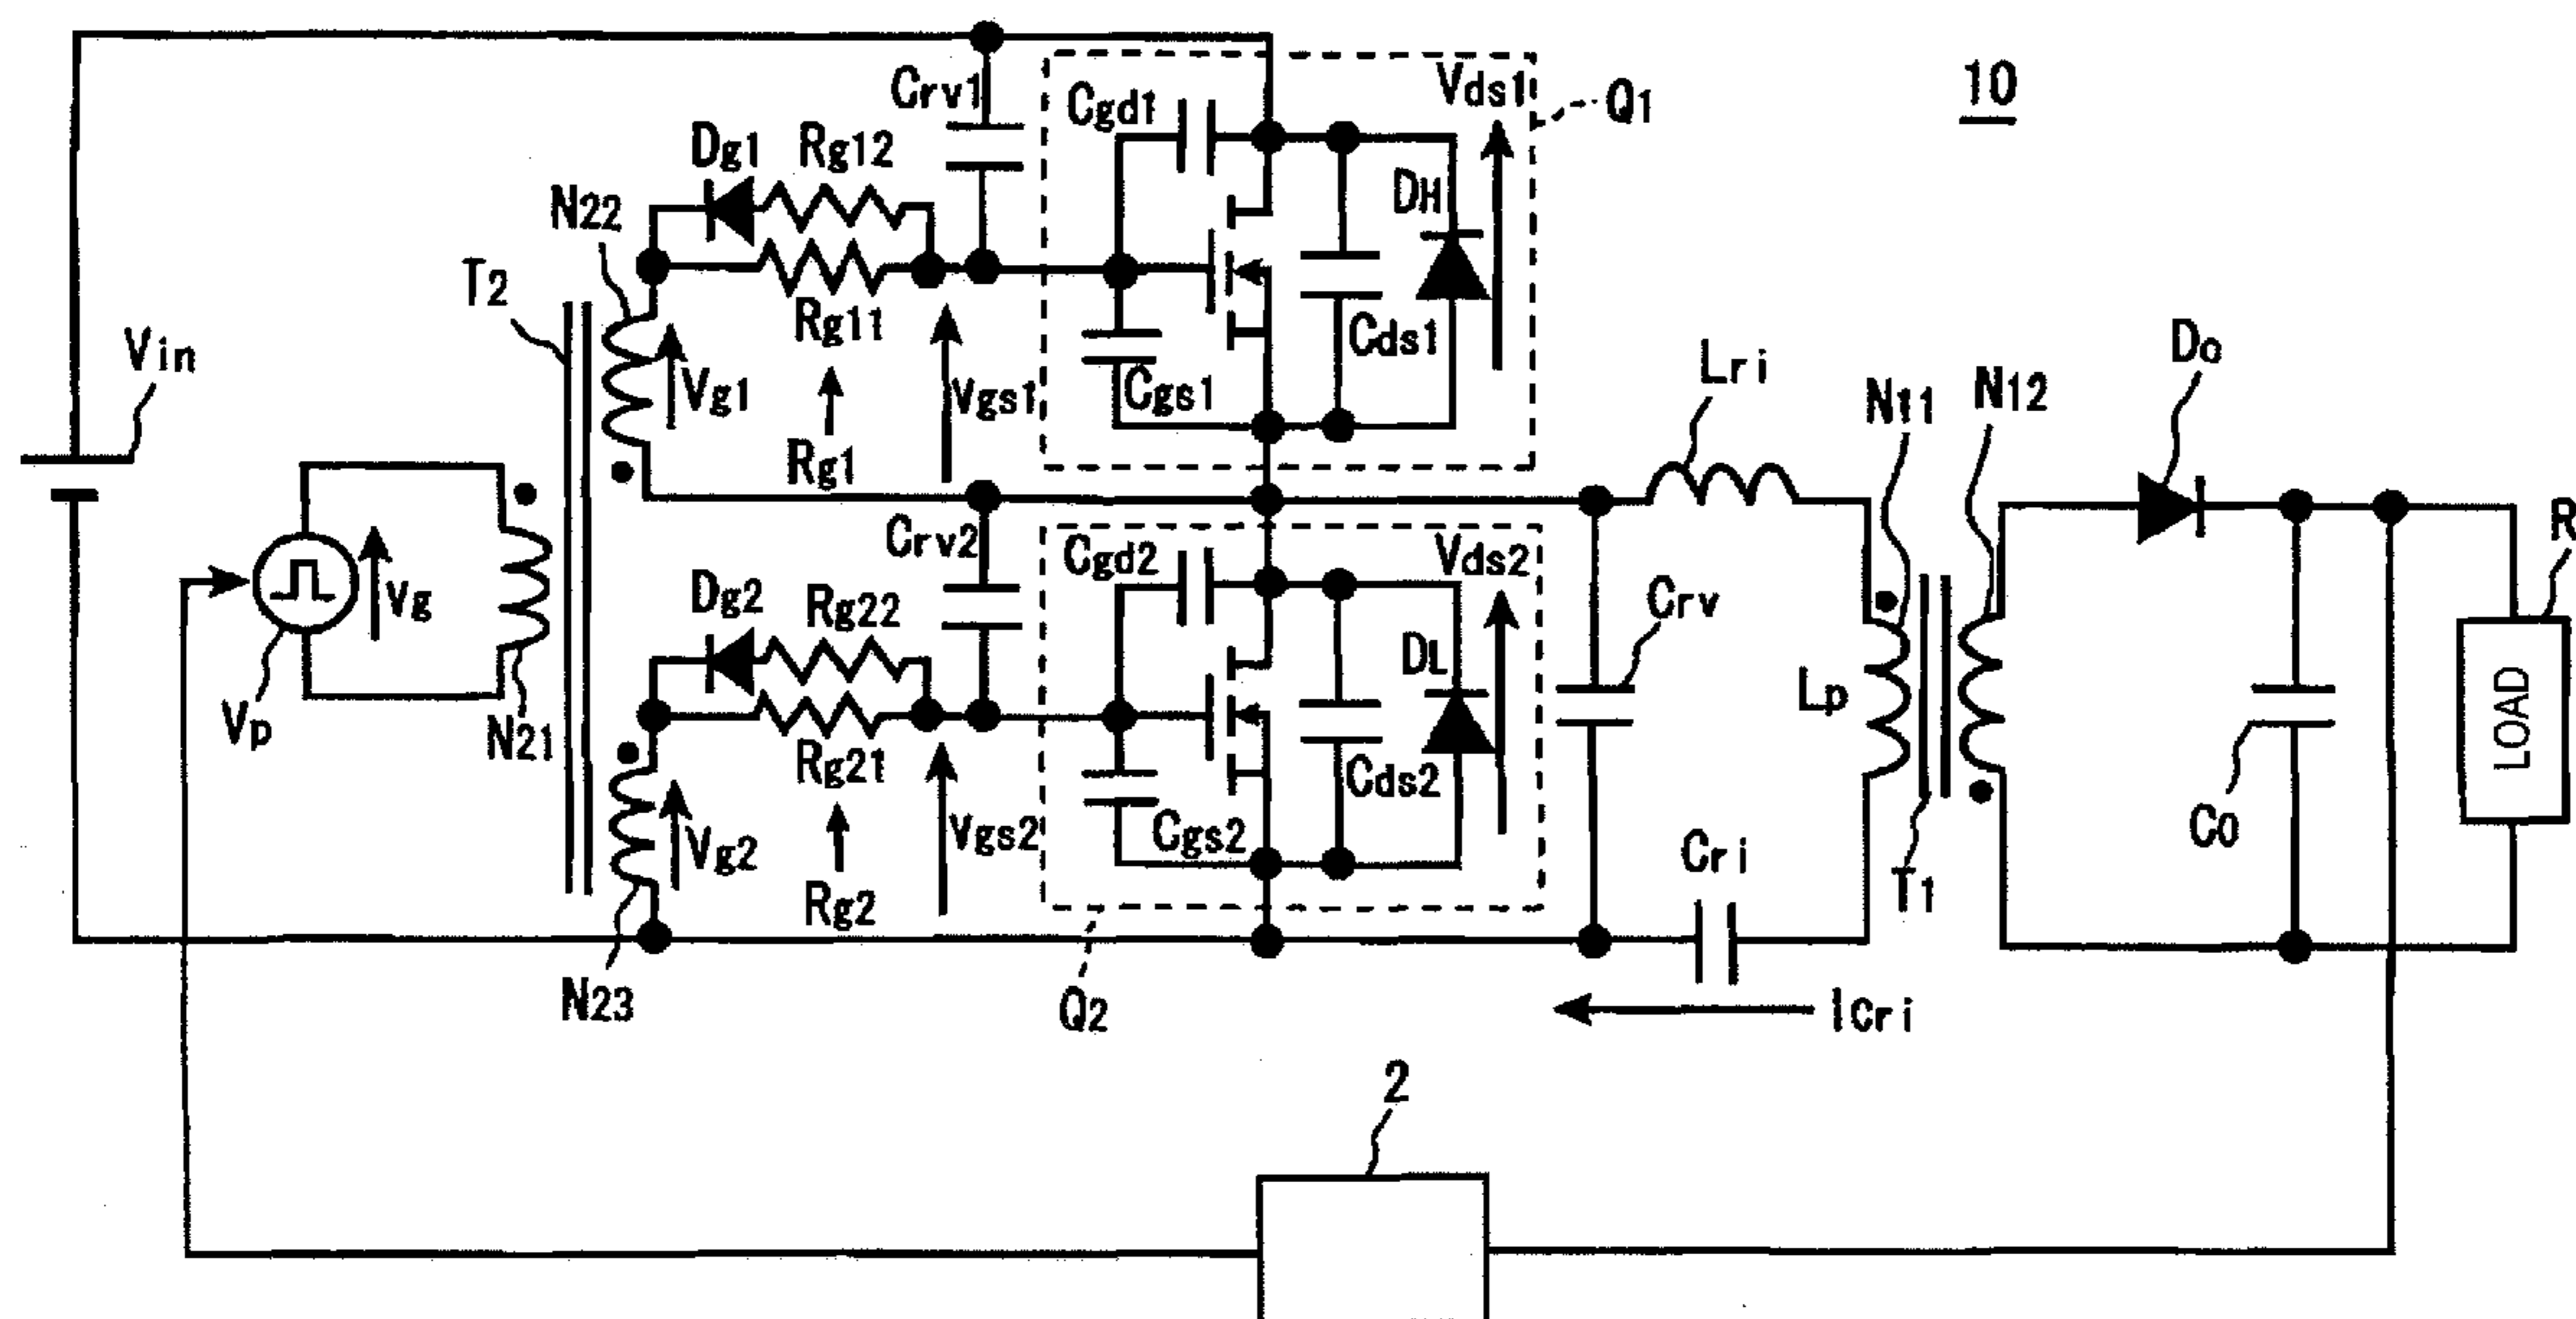 10
Crv1
Cgd1
Vds1
Q1
Dg1
Rg12
DH
N22
T2
Rg11
Cds1
Vin
Vg1
Vgs1
Cgs1
Rg1
Lri
Do
N11
N12
Crv2
Cgd2
Vds2
R
Vg
Dg2
Rg22
Crv
DL
Lp
LOAD
Vp
N21
Rg21
Cds2
Vg2
Vgs2
Cgs2
Cri
Co
Rg2
T1
N23
Q2
Icri
2